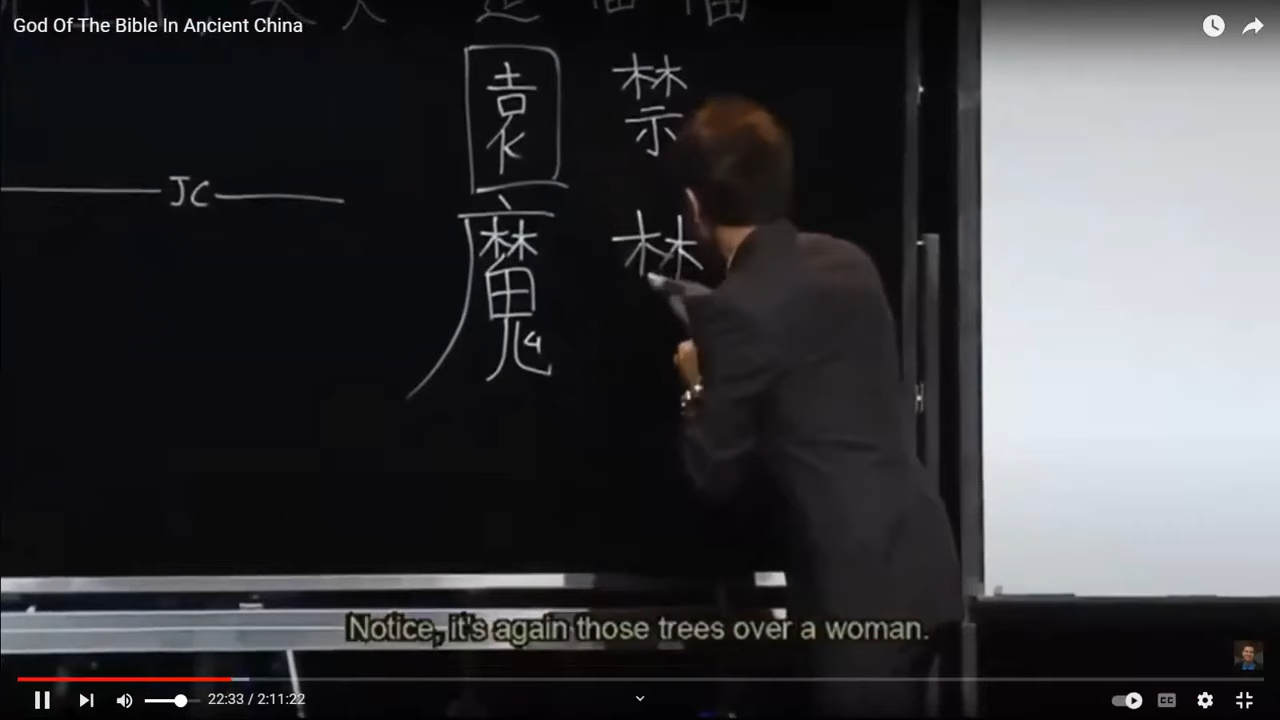 God Of The Bible In Ancient China
園 禁
JC
魔 林
Notice, it's again those trees over a woman.
22:33 / 2:11:22
CC